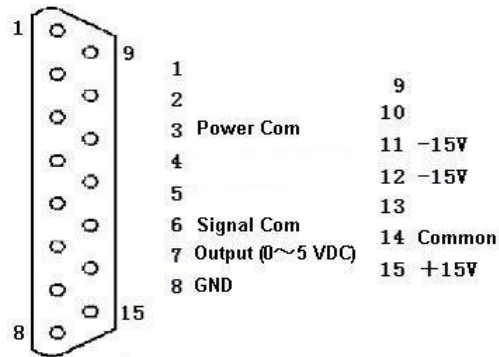 1
9
8
15
1
2
3 Power Com
4
5
6 Signal Com
7 Output (0～5 VDC)
8 GND
9
10
11 -15V
12 -15V
13
14 Common
15 +15V